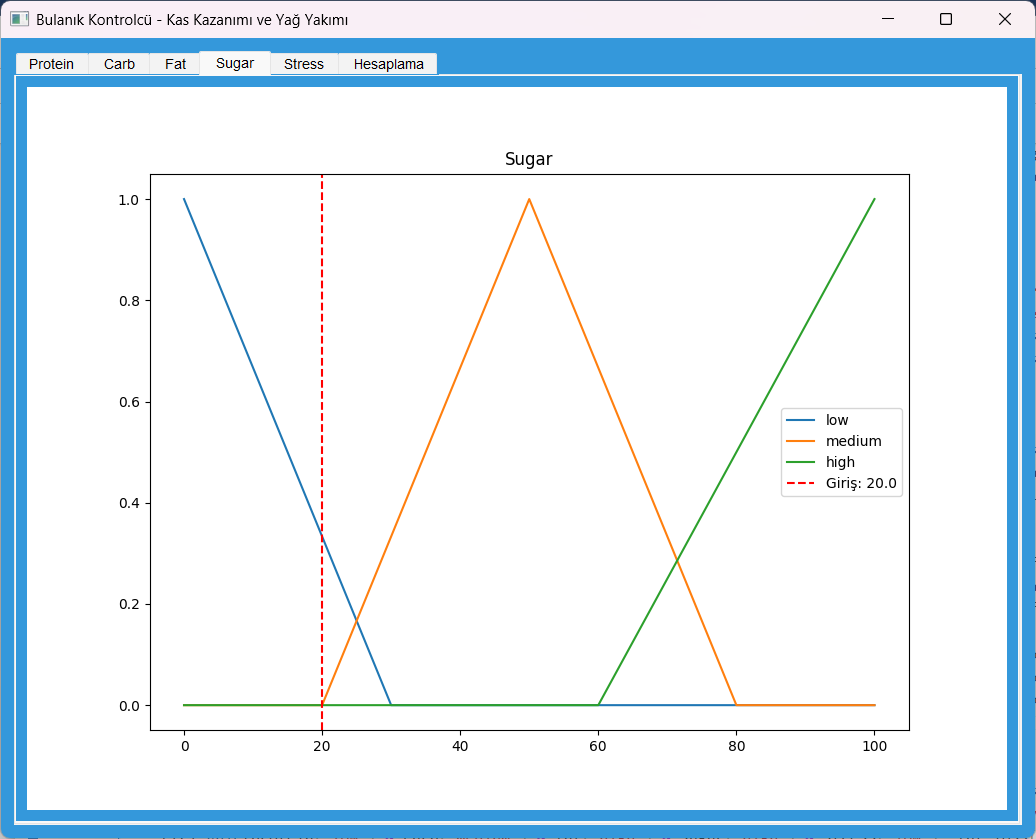 Bulanık Kontrolcü - Kas Kazanımı ve Yağ Yakımı
Protein Carb Fat Sugar Stress Hesaplama
Sugar
1.0
0.8
0.6
0.4
0.2
0.0
low
medium
high
Giriş: 20.0
0 20 40 60 80 100